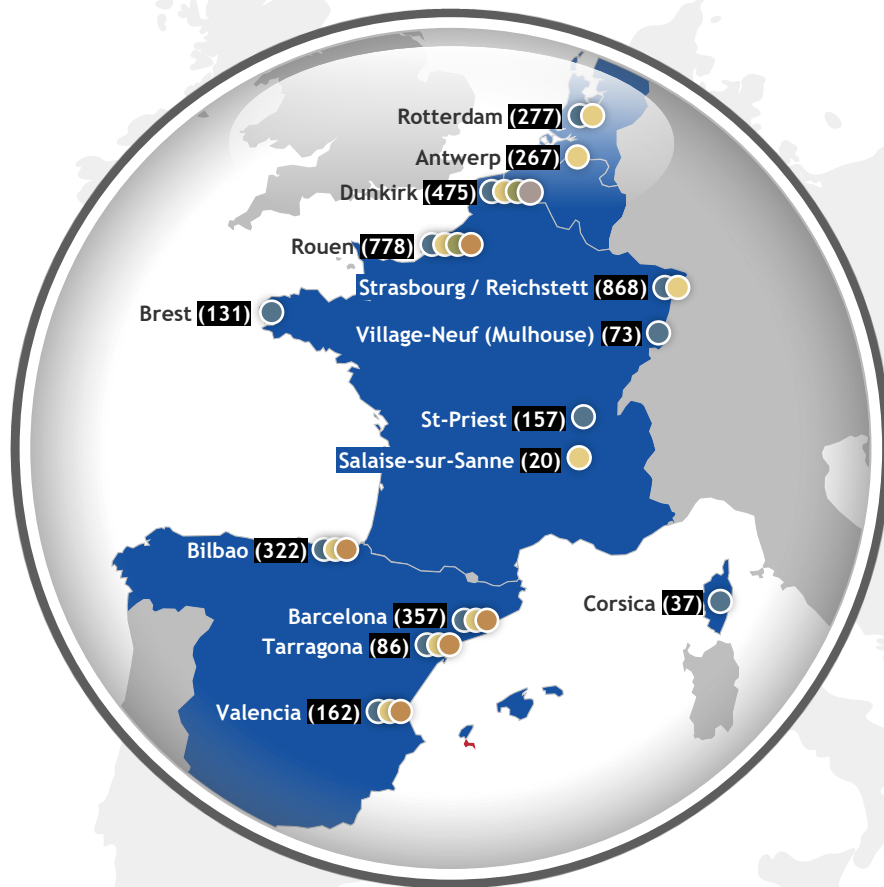 Rotterdam (277)
Antwerp (267)
Dunkirk (475)
Rouen (778)
Strasbourg / Reichstett (868)
Brest (131)
Village-Neuf (Mulhouse) (73)
St-Priest (157)
Salaise-sur-Sanne (20)
Bilbao (322)
Corsica (37)
Barcelona (357)
Tarragona (86)
Valencia (162)